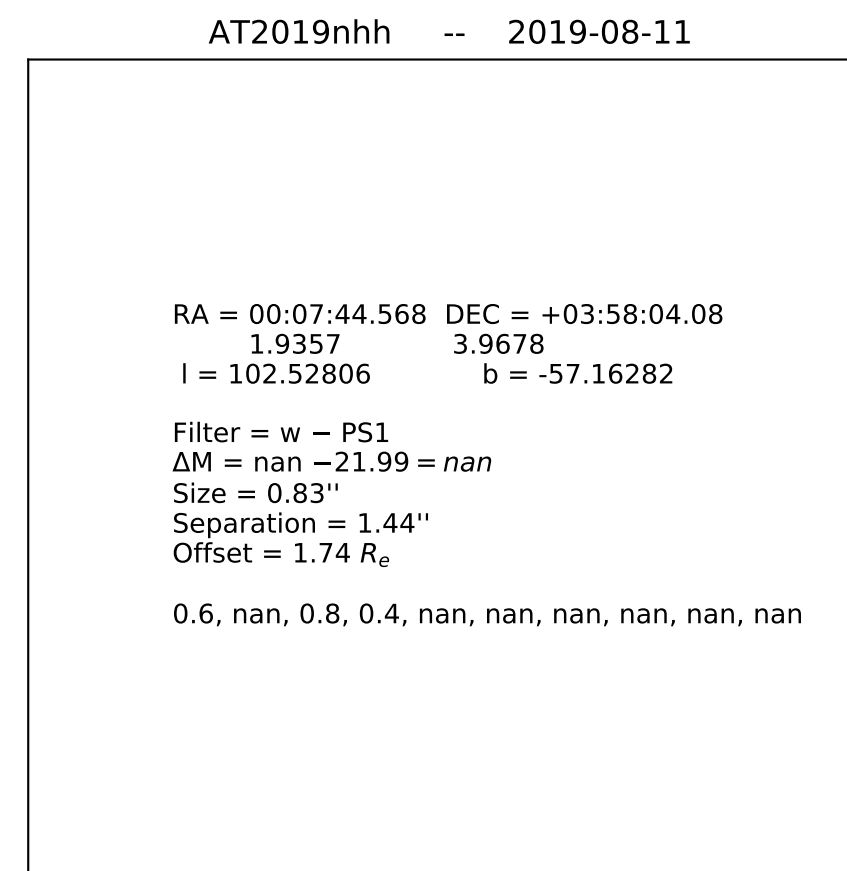 AT2019nhh -- 2019-08-11
RA = 00:07:44.568 DEC = +03:58:04.08
1.9357 3.9678
l = 102.52806 b = -57.16282
Filter = w − PS1
ΔM = nan −21.99 = nan
Size = 0.83''
Separation = 1.44''
Offset = 1.74 Rₑ
0.6, nan, 0.8, 0.4, nan, nan, nan, nan, nan, nan